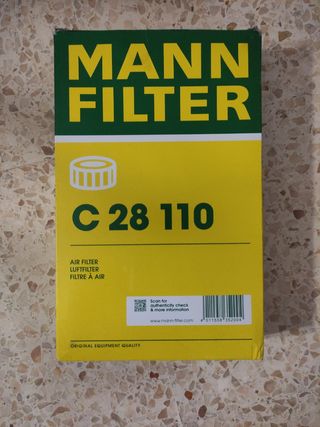 MANN
FILTER
C 28 110
AIR FILTER
LUFTFILTER
FILTRE À AIR
Scan for
authenticity check
& more information
www.mann-filter.com
ORIGINAL EQUIPMENT QUALITY